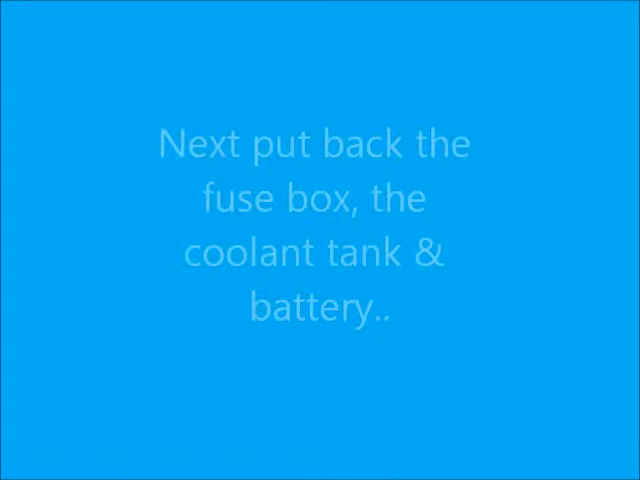 Next put back the
fuse box, the
coolant tank &
battery..